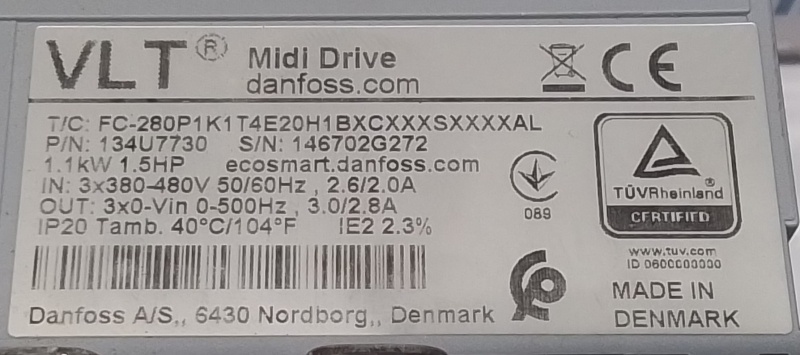 VLT® Midi Drive
danfoss.com
CE
T/C: FC-280P1K1T4E20H1BXCXXXSXXXXAL
P/N: 134U7730 S/N: 146702G272
1.1kW 1.5HP ecosmart.danfoss.com
IN: 3x380-480V 50/60Hz , 2.6/2.0A
OUT: 3x0-Vin 0-500Hz , 3.0/2.8A
IP20 Tamb. 40°C/104°F IE2 2.3%
089
TÜVRheinland®
CERTIFIED
www.tuv.com
ID 0600000000
Danfoss A/S,, 6430 Nordborg,, Denmark
MADE IN
DENMARK